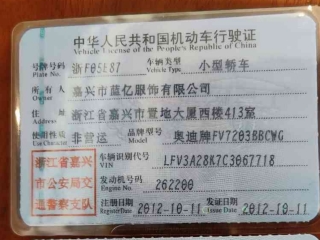 中华人民共和国机动车行驶证
Vehicle License of the People's Republic of China
号牌号码 浙F05E87 车辆类型 小型轿车
Plate No. Vehicle Type
所有人 嘉兴市蓝亿服饰有限公司
Owner
住址 嘉兴市置地大厦西楼413室
Address
使用性质 非营运 品牌型号 奥迪牌FV7203BBCWG
Use Character Model
浙江省嘉兴
市公安局交
通警察支队
车辆识别代号 LFV3A28K7C3067718
VIN
发动机号码 262200
Engine No.
注册日期 2012-10-11 发证日期 2012-10-11
Register Date Issue Date